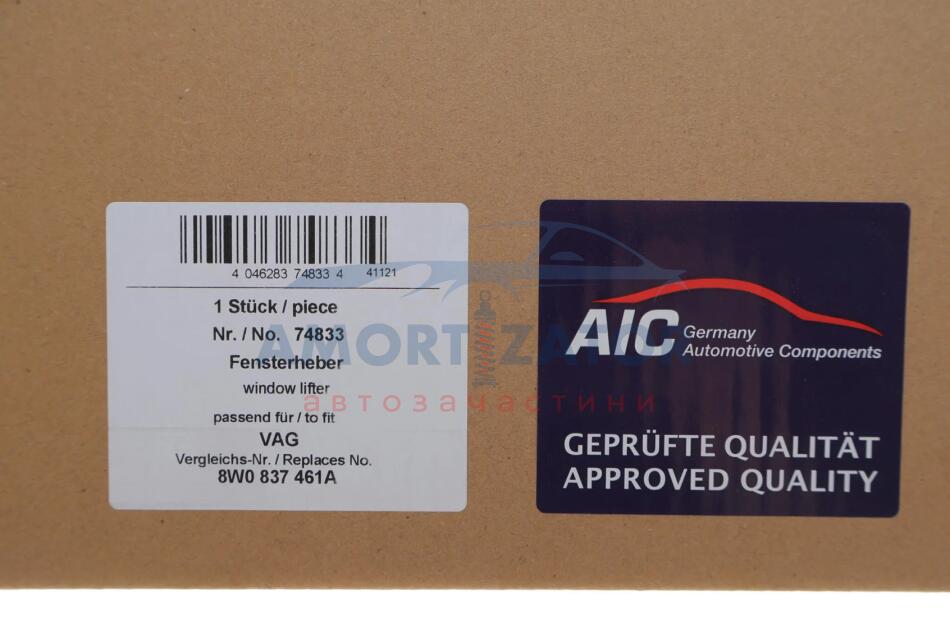 4 046283 74833 4 41121
1 Stück / piece
Nr. / No. 74833
Fensterheber
window lifter
passend für / to fit
VAG
Vergleichs-Nr. / Replaces No.
8W0 837 461A
AIC Germany
Automotive Components
GEPRÜFTE QUALITÄT
APPROVED QUALITY
AMORTIZATOR
автозачастини